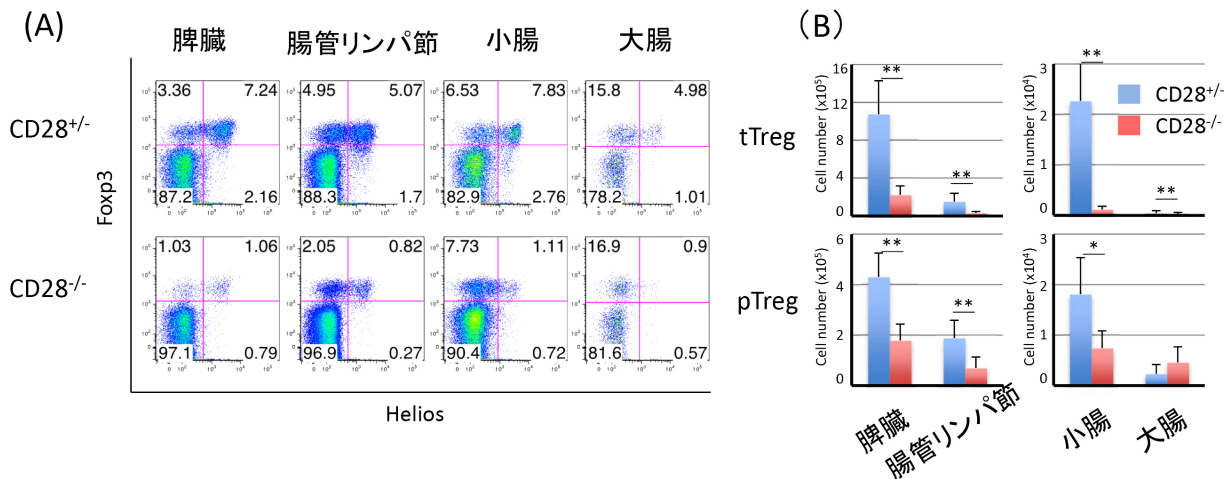 (A)
脾臓 腸管リンパ節 小腸 大腸
CD28+/-
3.36 7.24 4.95 5.07 6.53 7.83 15.8 4.98
87.2 2.16 88.3 1.7 82.9 2.76 78.2 1.01
CD28-/-
1.03 1.06 2.05 0.82 7.73 1.11 16.9 0.9
97.1 0.79 96.9 0.27 90.4 0.72 81.6 0.57
Foxp3
Helios
(B)
tTreg
Cell number (x10⁵)
16
12
8
4
0
**
**
Cell number (x10⁴)
3
2
1
0
**
**
CD28+/-
CD28-/-
pTreg
Cell number (x10⁵)
6
4
2
0
**
**
Cell number (x10⁴)
3
2
1
0
*
脾臓
腸管リンパ節
小腸
大腸